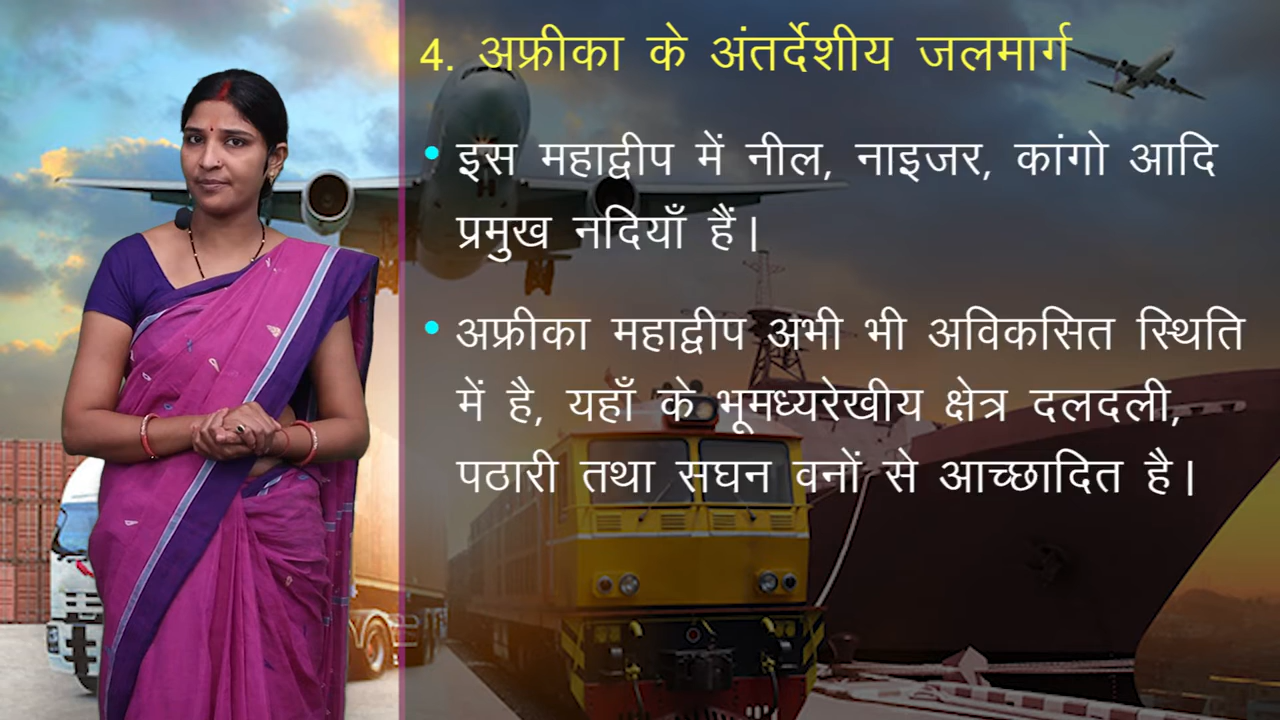 4. अफ्रीका के अंतर्देशीय जलमार्ग
• इस महाद्वीप में नील, नाइजर, कांगो आदि
प्रमुख नदियाँ हैं।
• अफ्रीका महाद्वीप अभी भी अविकसित स्थिति
में है, यहाँ के भूमध्यरेखीय क्षेत्र दलदली,
पठारी तथा सघन वनों से आच्छादित है।